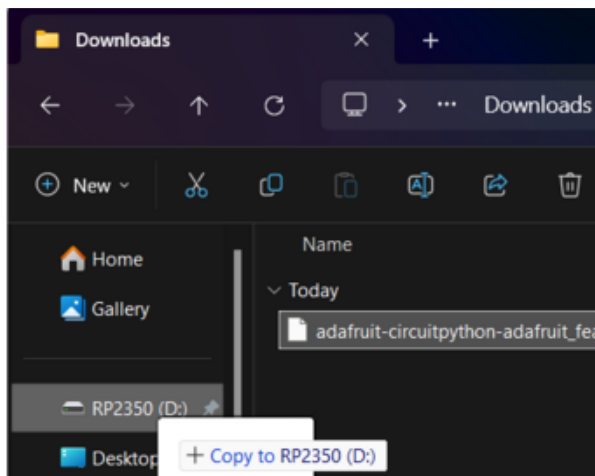 Downloads
Downloads
New
Home
Gallery
Name
Today
adafruit-circuitpython-adafruit_fea
RP2350 (D:)
Desktop
Copy to RP2350 (D:)